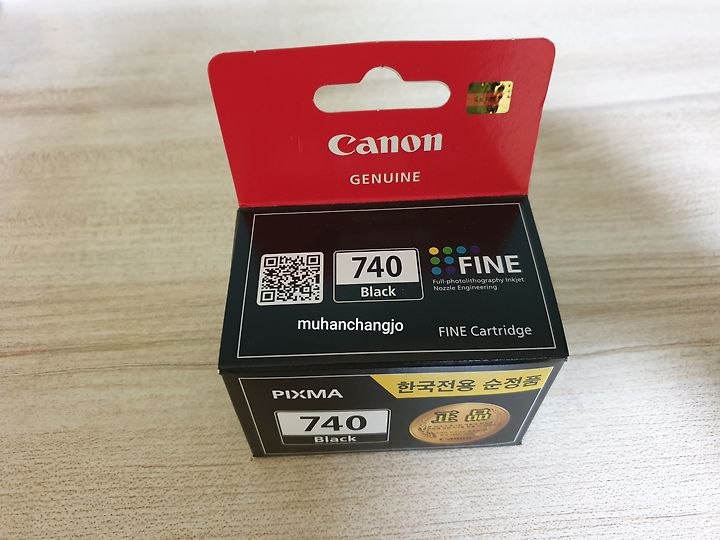 Canon
GENUINE
740
Black
FINE
Full-photolithography Inkjet
Nozzle Engineering
muhanchangjo
FINE Cartridge
PIXMA
한국전용 순정품
740
Black
正品
Canon